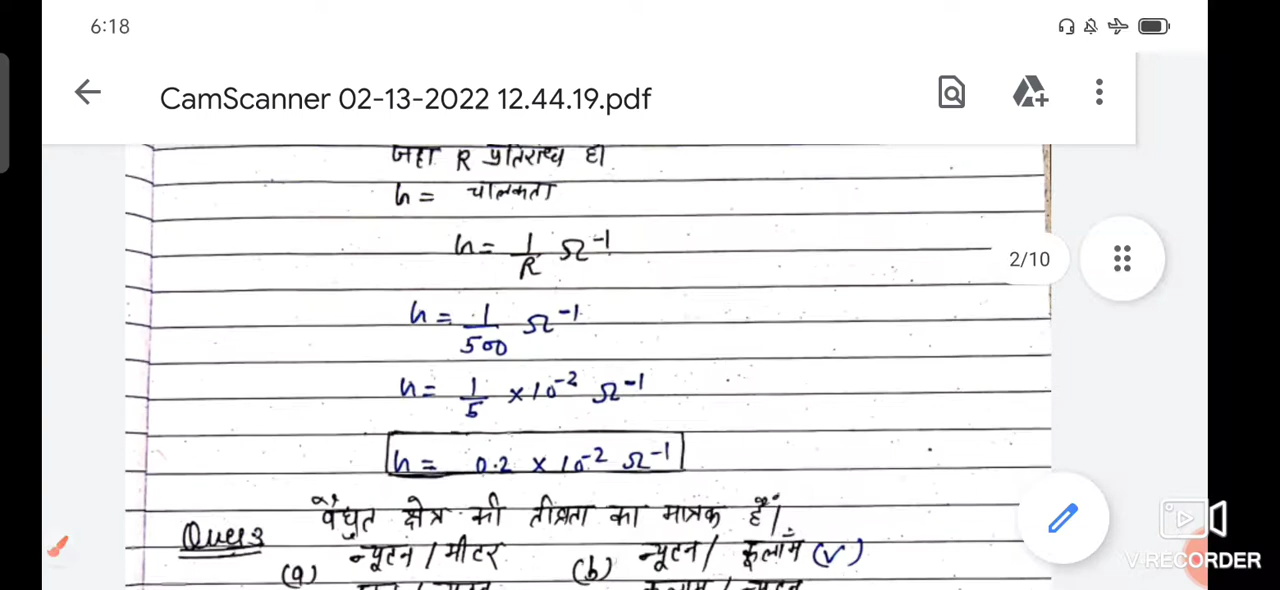 6:18
CamScanner 02-13-2022 12.44.19.pdf
जहाँ R प्रतिरोध है।
h = चालकता
h = 1/R Ω⁻¹
2/10
h = 1/500 Ω⁻¹
h = 1/5 × 10⁻² Ω⁻¹
h = 0.2 × 10⁻² Ω⁻¹
Ques 3 वैधुत क्षेत्र की तीव्रता का मात्रक है।
(a) न्यूटन / मीटर (b) न्यूटन / कूलाम (✓)
V RECORDER